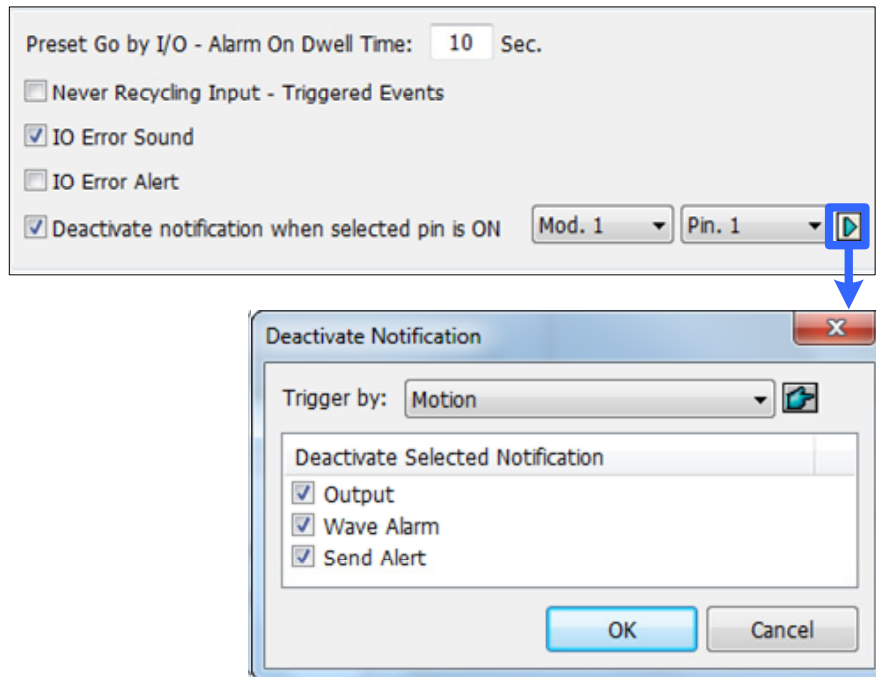 Preset Go by I/O - Alarm On Dwell Time: 10 Sec.
Never Recycling Input - Triggered Events
IO Error Sound
IO Error Alert
Deactivate notification when selected pin is ON Mod. 1 Pin. 1
Deactivate Notification
Trigger by: Motion
Deactivate Selected Notification
Output
Wave Alarm
Send Alert
OK Cancel